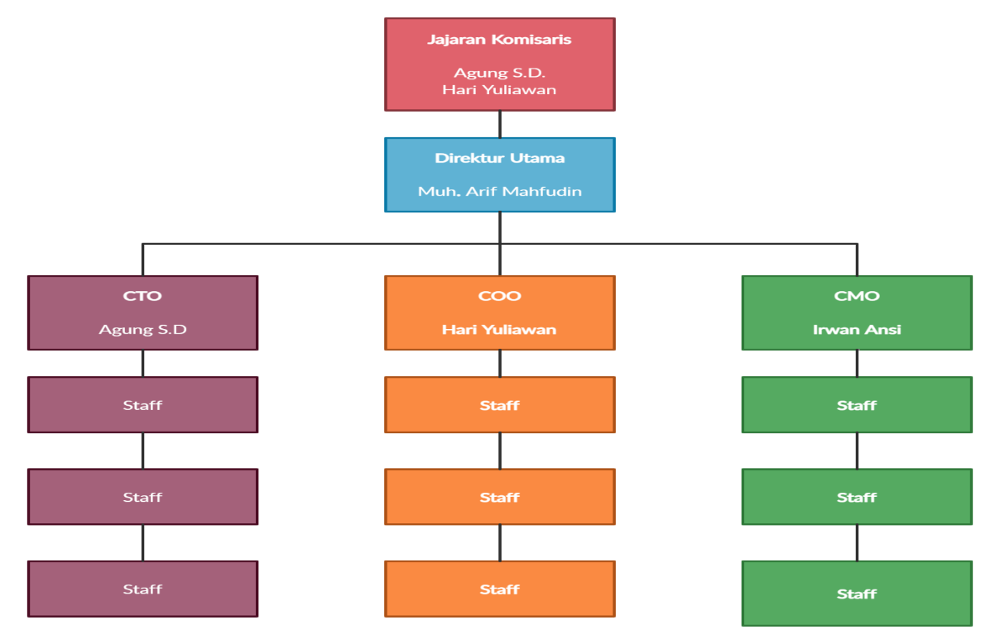 Jajaran Komisaris
Agung S.D.
Hari Yuliawan
Direktur Utama
Muh. Arif Mahfudin
CTO
Agung S.D
COO
Hari Yuliawan
CMO
Irwan Ansi
Staff
Staff
Staff
Staff
Staff
Staff
Staff
Staff
Staff